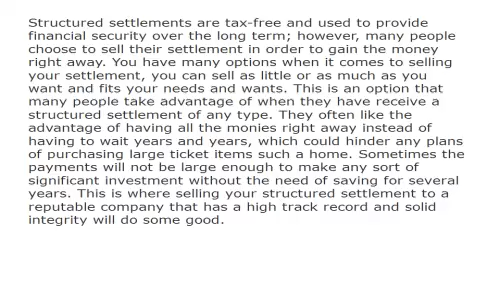 Structured settlements are tax-free and used to provide
financial security over the long term; however, many people
choose to sell their settlement in order to gain the money
right away. You have many options when it comes to selling
your settlement, you can sell as little or as much as you
want and fits your needs and wants. This is an option that
many people take advantage of when they have receive a
structured settlement of any type. They often like the
advantage of having all the monies right away instead of
having to wait years and years, which could hinder any plans
of purchasing large ticket items such a home. Sometimes the
payments will not be large enough to make any sort of
significant investment without the need of saving for several
years. This is where selling your structured settlement to a
reputable company that has a high track record and solid
integrity will do some good.